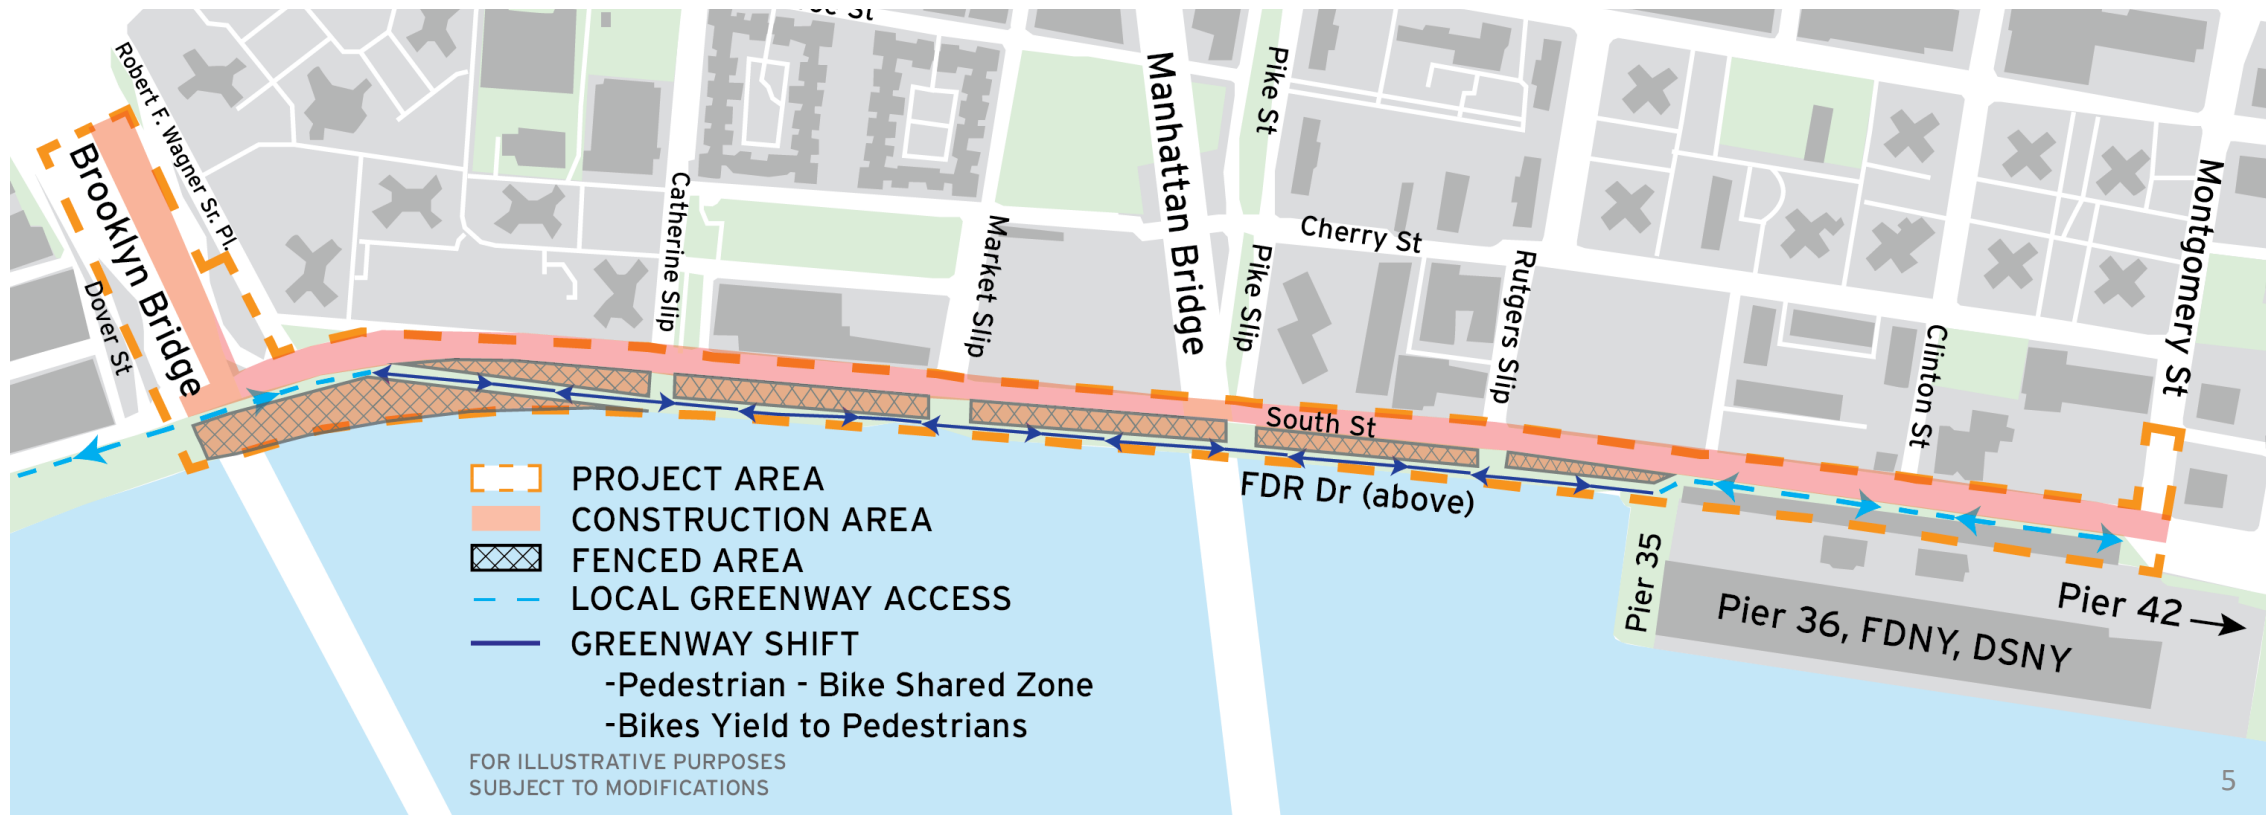 Robert F. Wagner Sr. Pl.
Brooklyn Bridge
Dover St
Catherine Slip
Market Slip
Manhattan Bridge
Pike St
Pike Slip
Cherry St
Rutgers Slip
Clinton St
Montgomery St
South St
FDR Dr (above)
Pier 35
Pier 36, FDNY, DSNY
Pier 42
PROJECT AREA
CONSTRUCTION AREA
FENCED AREA
LOCAL GREENWAY ACCESS
GREENWAY SHIFT
-Pedestrian - Bike Shared Zone
-Bikes Yield to Pedestrians
FOR ILLUSTRATIVE PURPOSES
SUBJECT TO MODIFICATIONS
5